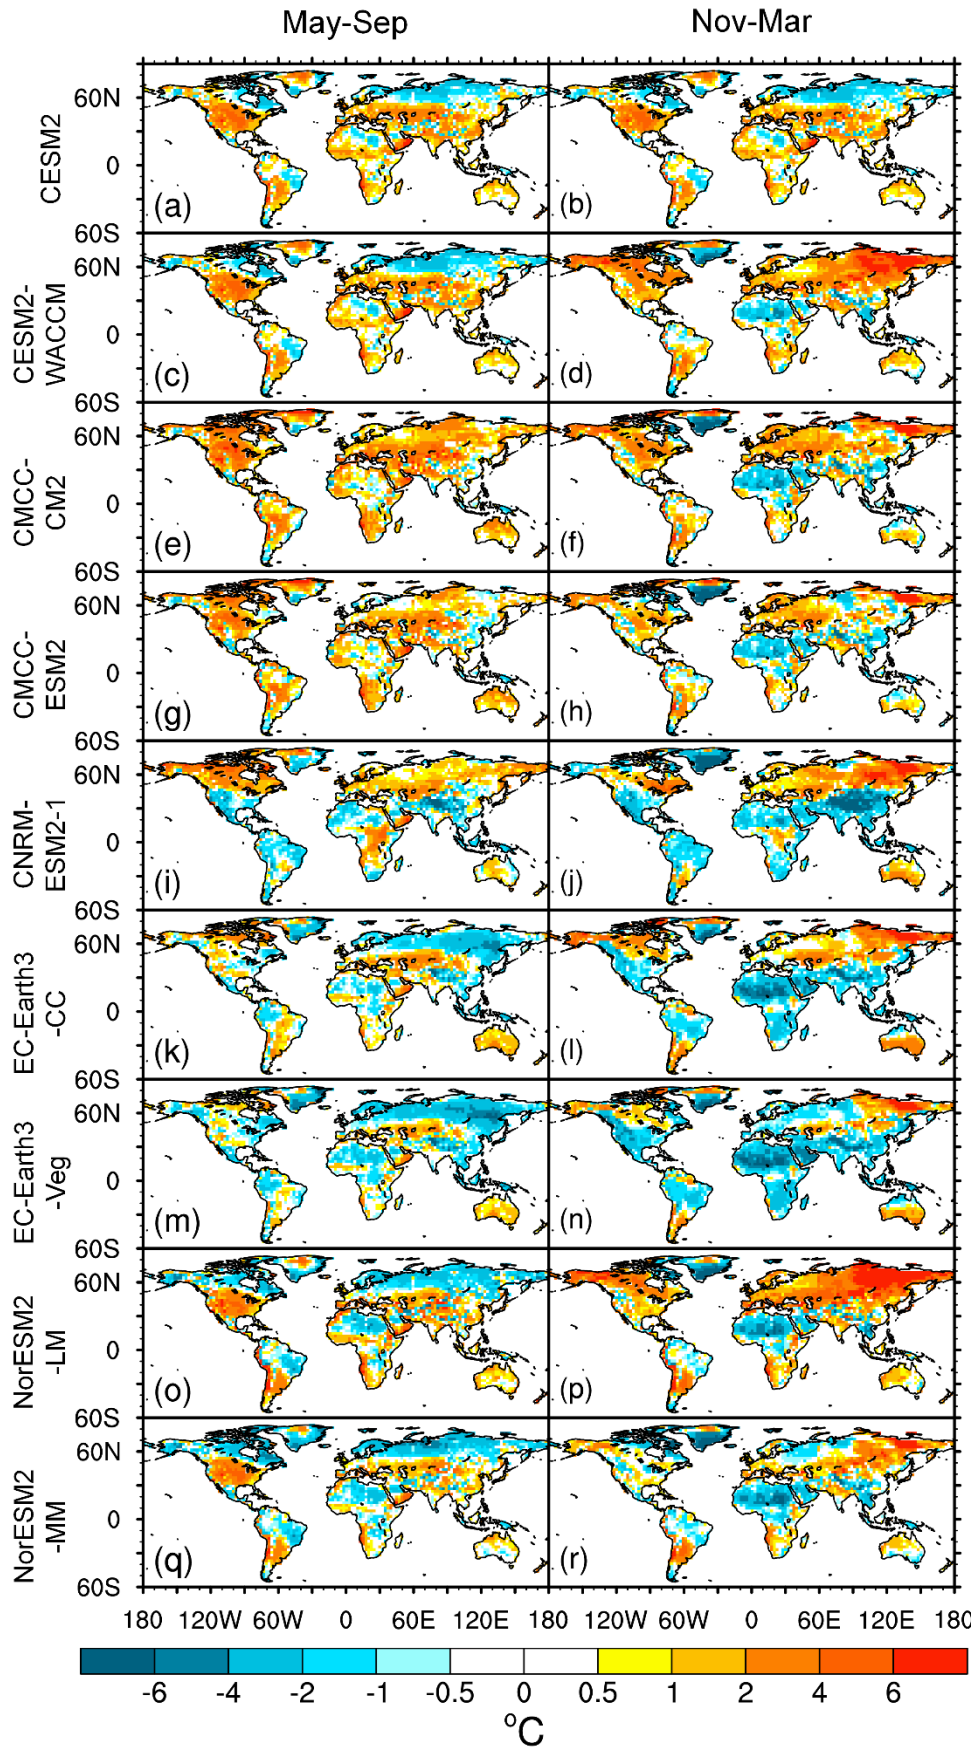 May-Sep Nov-Mar
CESM2
60N
0
60S
(a) (b)
CESM2-
WACCM
60N
0
60S
(c) (d)
CMCC-
CM2
60N
0
60S
(e) (f)
CMCC-
ESM2
60N
0
60S
(g) (h)
CNRM-
ESM2-1
60N
0
60S
(i) (j)
EC-Earth3
-CC
60N
0
60S
(k) (l)
EC-Earth3
-Veg
60N
0
60S
(m) (n)
NorESM2
-LM
60N
0
60S
(o) (p)
NorESM2
-MM
60N
0
60S
(q) (r)
180 120W 60W 0 60E 120E 180 120W 60W 0 60E 120E 180
-6 -4 -2 -1 -0.5 0 0.5 1 2 4 6
°C